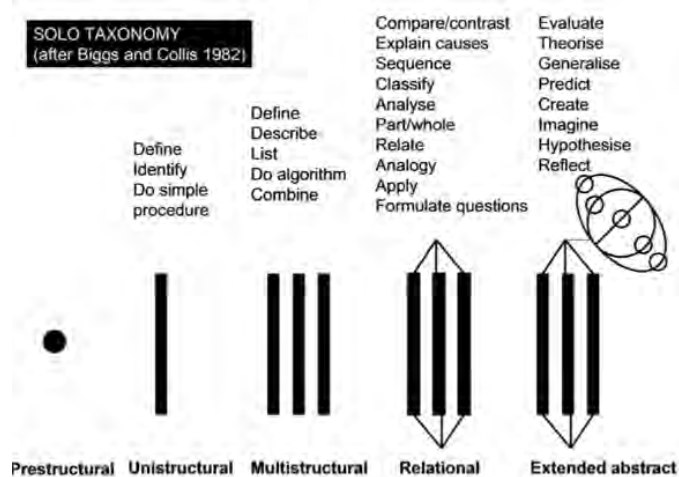 SOLO TAXONOMY
(after Biggs and Collis 1982)
Define
Identify
Do simple
procedure
Define
Describe
List
Do algorithm
Combine
Compare/contrast
Explain causes
Sequence
Classify
Analyse
Part/whole
Relate
Analogy
Apply
Formulate questions
Evaluate
Theorise
Generalise
Predict
Create
Imagine
Hypothesise
Reflect
Prestructural
Unistructural
Multistructural
Relational
Extended abstract